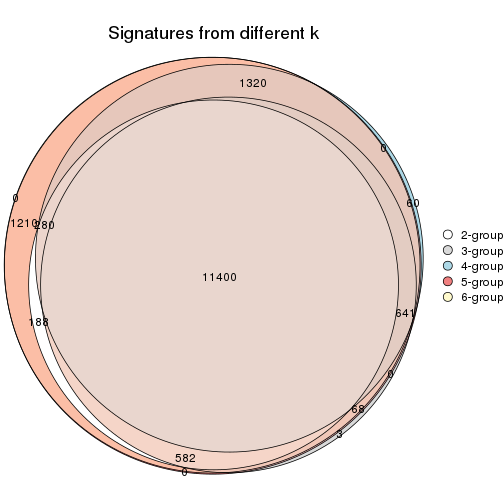 Signatures from different k
1320
0
0
60
1210
280
2-group
3-group
4-group
5-group
6-group
11400
641
188
0
68
3
582
0